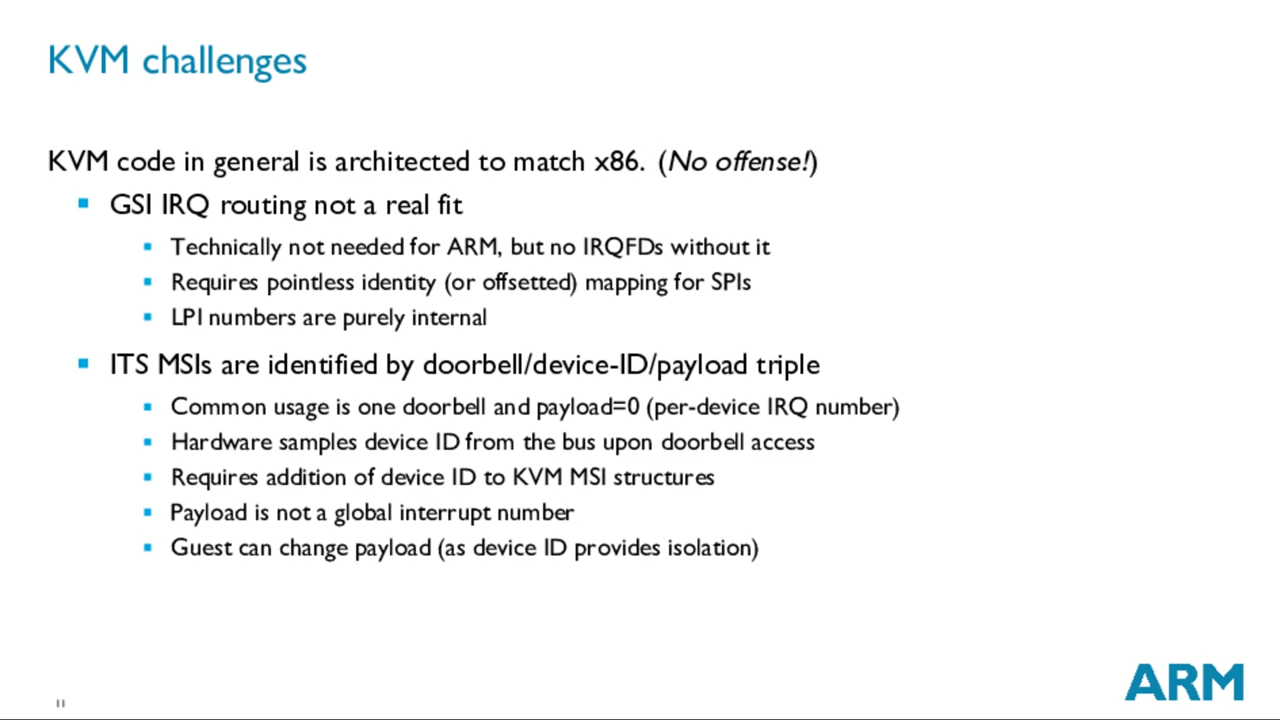 KVM challenges
KVM code in general is architected to match x86. (No offense!)
GSI IRQ routing not a real fit
Technically not needed for ARM, but no IRQFDs without it
Requires pointless identity (or offsetted) mapping for SPIs
LPI numbers are purely internal
ITS MSIs are identified by doorbell/device-ID/payload triple
Common usage is one doorbell and payload=0 (per-device IRQ number)
Hardware samples device ID from the bus upon doorbell access
Requires addition of device ID to KVM MSI structures
Payload is not a global interrupt number
Guest can change payload (as device ID provides isolation)
11
ARM